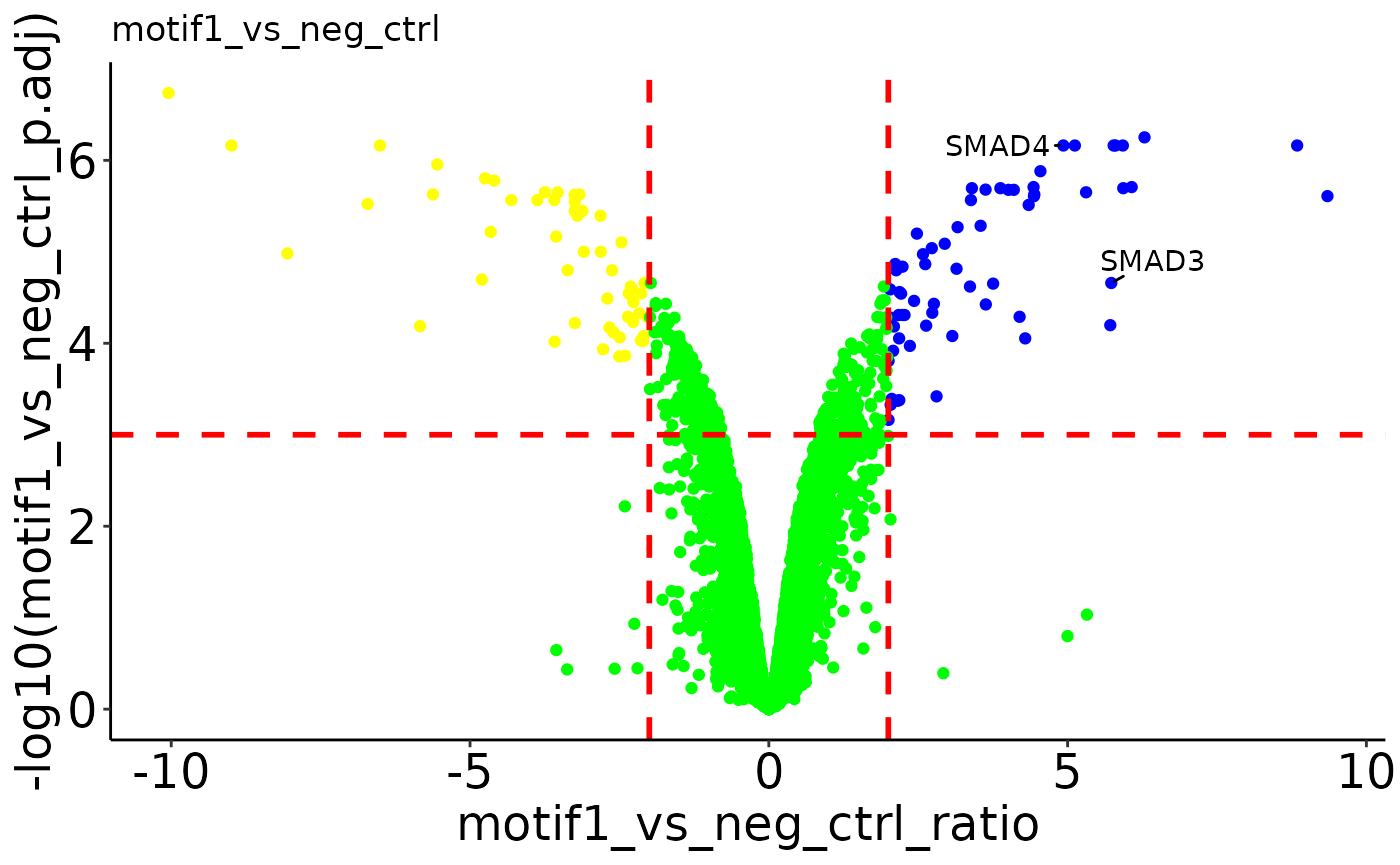 motif1_vs_neg_ctrl
-log10(motif1_vs_neg_ctrl_p.adj)
6
4
2
0
SMAD4
SMAD3
-10
-5
0
5
10
motif1_vs_neg_ctrl_ratio